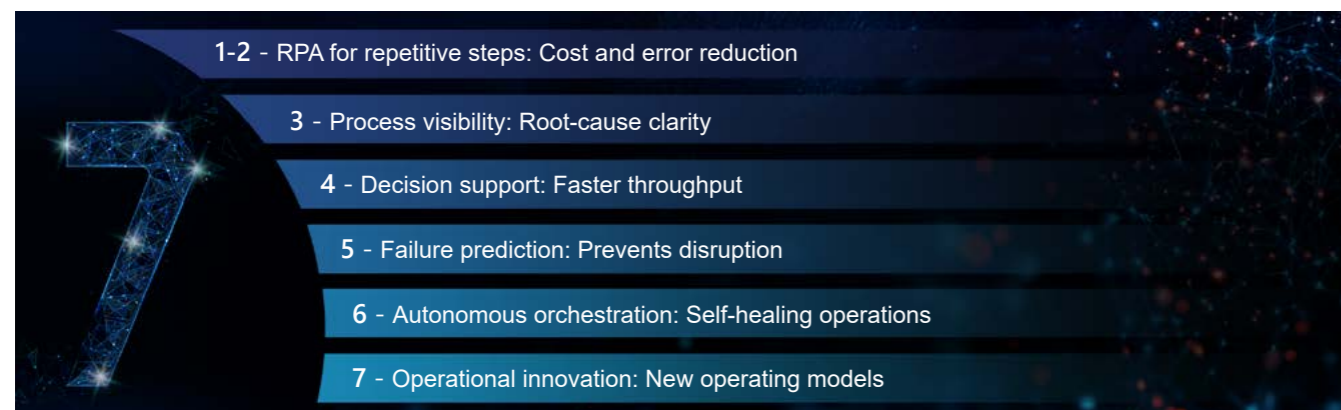 7
1-2 - RPA for repetitive steps: Cost and error reduction
3 - Process visibility: Root-cause clarity
4 - Decision support: Faster throughput
5 - Failure prediction: Prevents disruption
6 - Autonomous orchestration: Self-healing operations
7 - Operational innovation: New operating models